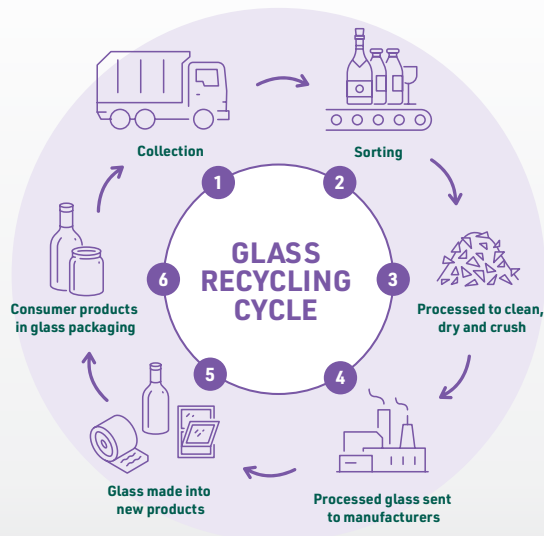 GLASS
RECYCLING
CYCLE
1
Collection
2
Sorting
3
Processed to clean,
dry and crush
4
Processed glass sent
to manufacturers
5
Glass made into
new products
6
Consumer products
in glass packaging